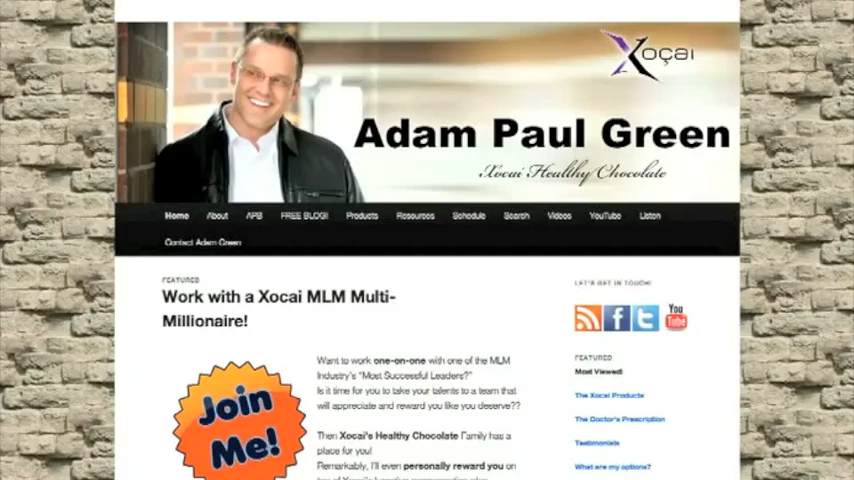 Xoçai
Adam Paul Green
Xocai Healthy Chocolate
Home About APB FREE BLOG! Products Resources Schedule Search Videos YouTube Listen
Contact Adam Green
FEATURED
Work with a Xocai MLM Multi-
Millionaire!
Join
Me!
Want to work one-on-one with one of the MLM
Industry's "Most Successful Leaders?"
Is it time for you to take your talents to a team that
will appreciate and reward you like you deserve??
Then Xocai's Healthy Chocolate Family has a
place for you!
Remarkably, I'll even personally reward you on
LET'S GET IN TOUCH!
You
Tube
FEATURED
Most Viewed!
The Xocai Products
The Doctor's Prescription
Testimonials
What are my options?